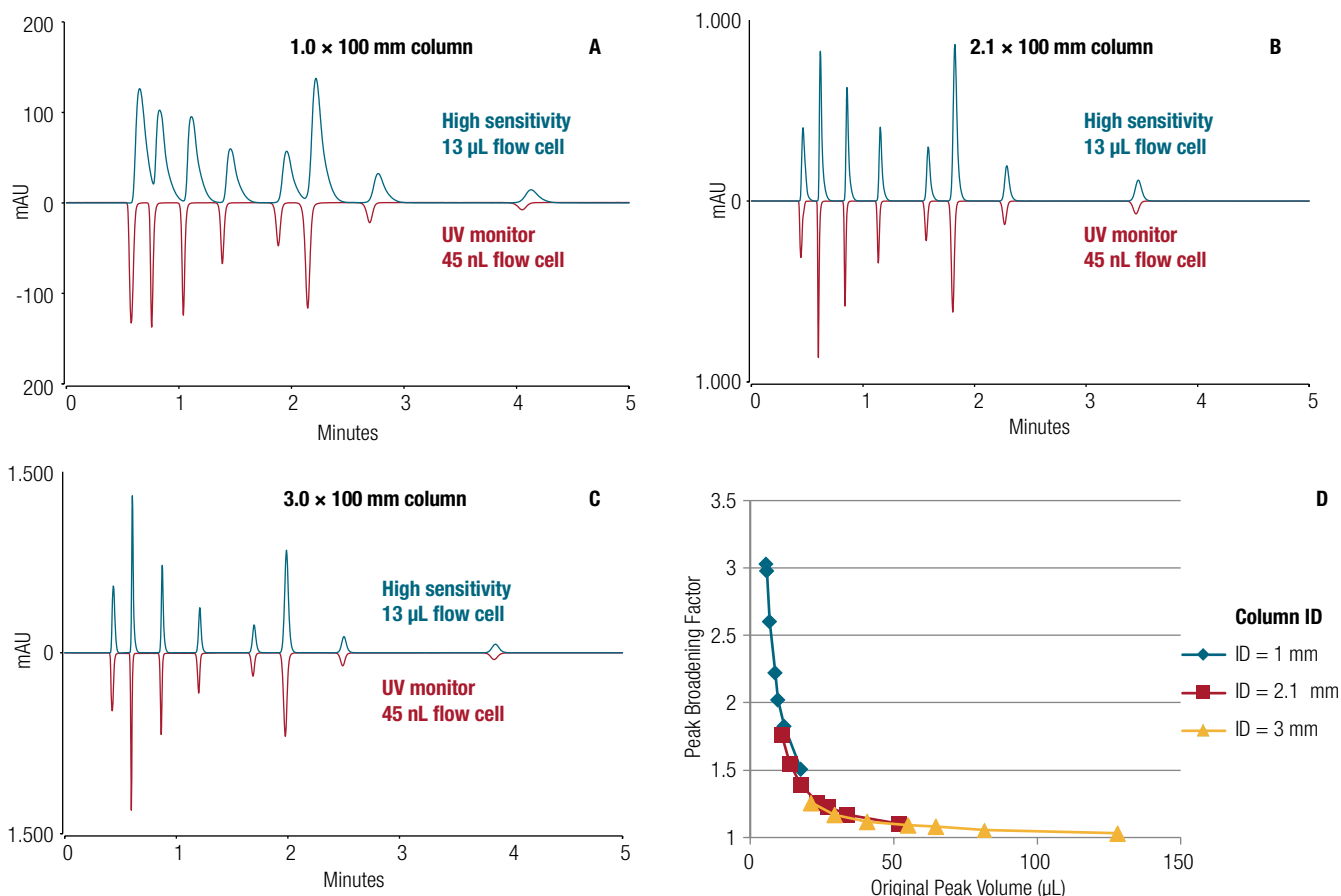 1.0 × 100 mm column
A
200
100
0
-100
200
mAU
High sensitivity
13 µL flow cell
UV monitor
45 nL flow cell
0 1 2 3 4 5
Minutes
2.1 × 100 mm column
B
1.000
0
1.000
mAU
High sensitivity
13 µL flow cell
UV monitor
45 nL flow cell
0 1 2 3 4 5
Minutes
3.0 × 100 mm column
C
1.500
0
1.500
mAU
High sensitivity
13 µL flow cell
UV monitor
45 nL flow cell
0 1 2 3 4 5
Minutes
D
3.5
3
2.5
2
1.5
1
Peak Broadening Factor
Column ID
ID = 1 mm
ID = 2.1 mm
ID = 3 mm
0 50 100 150
Original Peak Volume (µL)